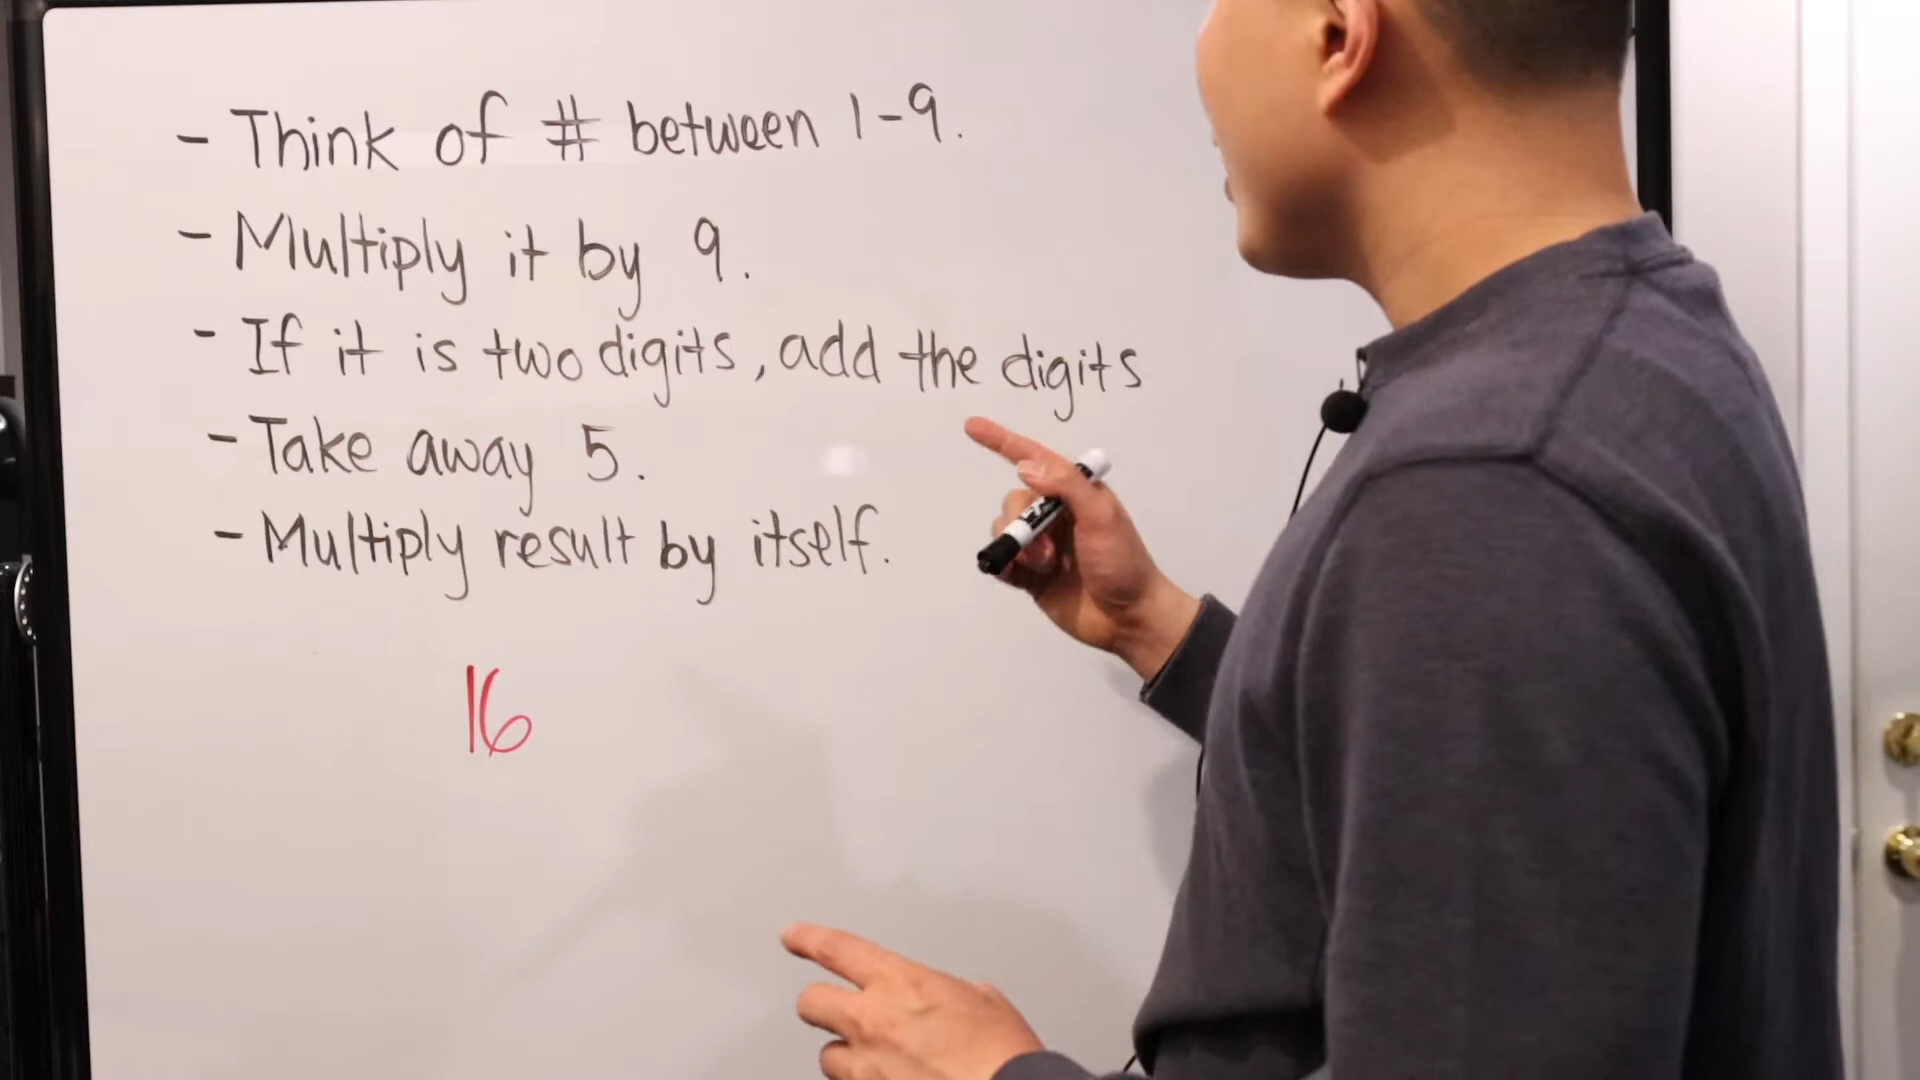 - Think of # between 1-9.
- Multiply it by 9.
- If it is two digits, add the digits
- Take away 5.
- Multiply result by itself.
16